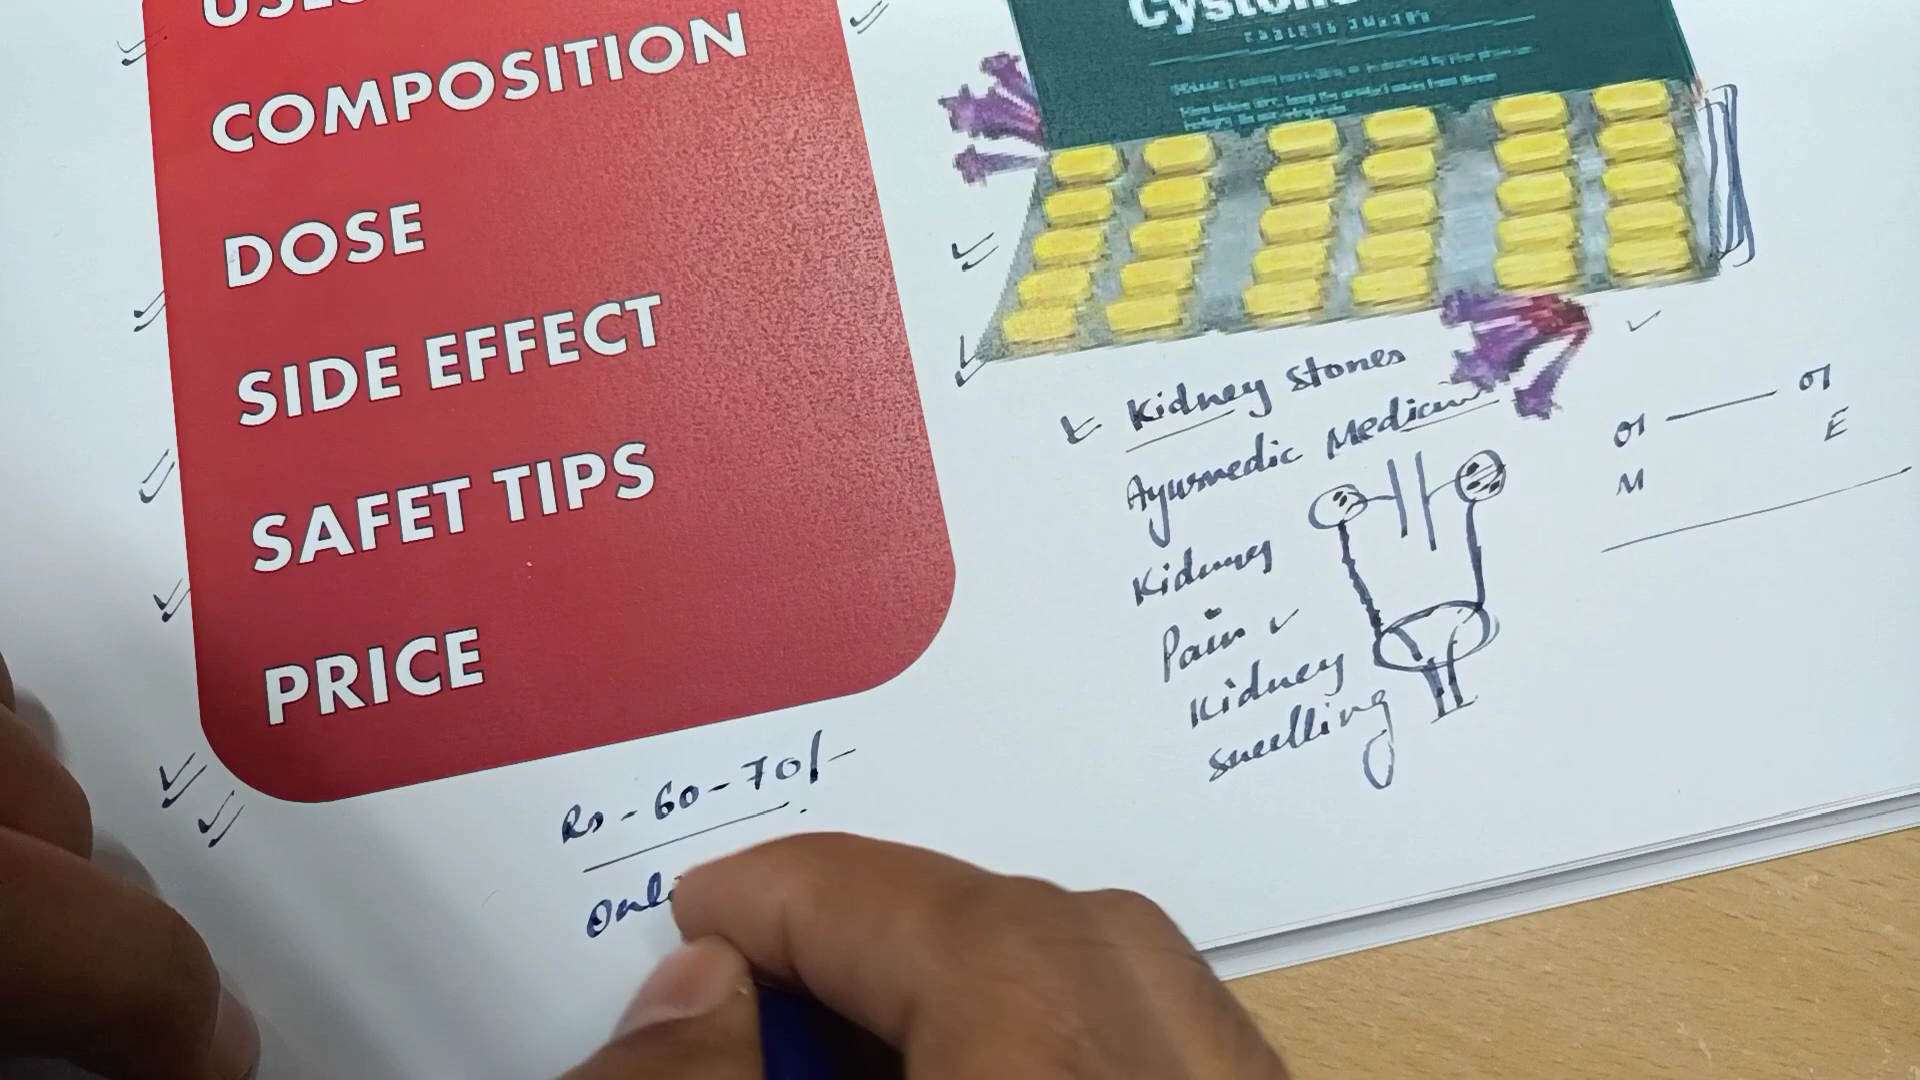 COMPOSITION
DOSE
SIDE EFFECT
SAFET TIPS
PRICE
Rs - 60 - 70/-
Kidney Stones
Ayurmedic Medicine
Kidney
Pain
Kidney
Swelling
01 — 01
M E